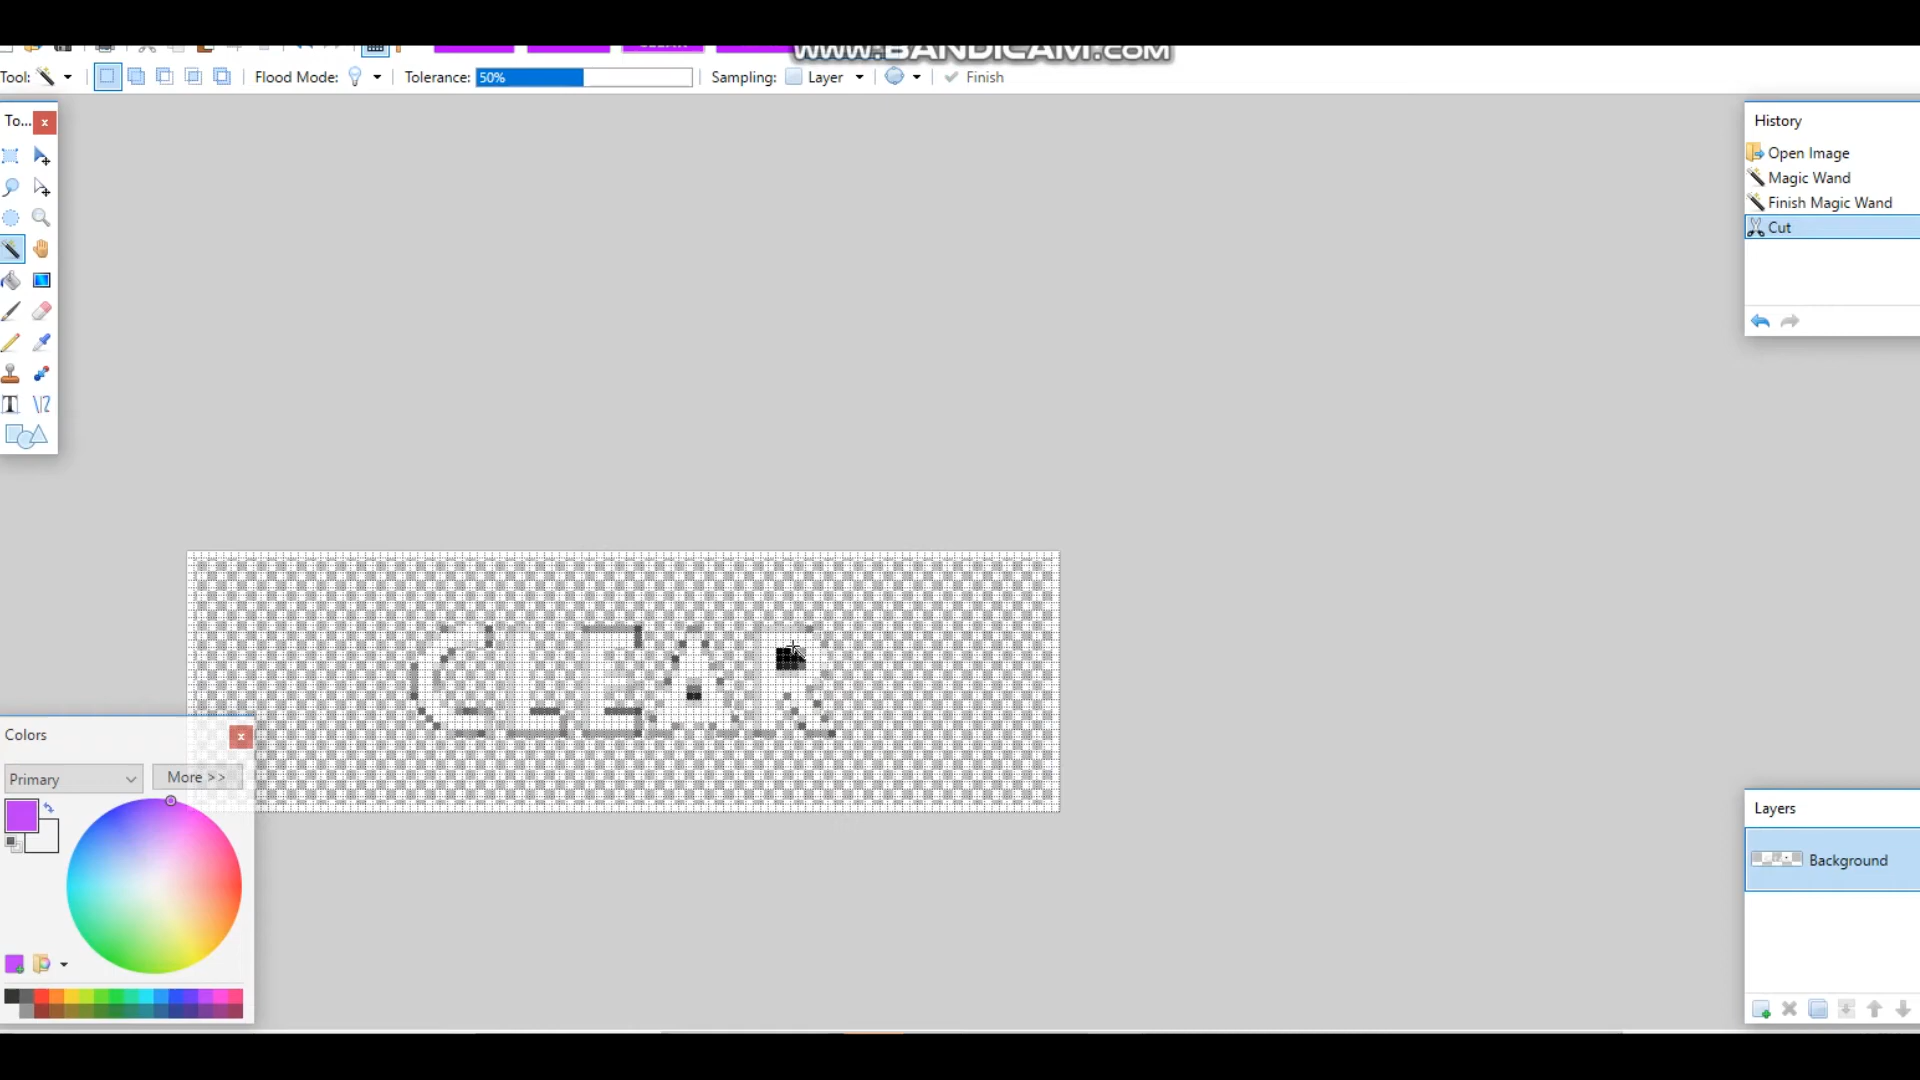 WWW.BANDICAM.COM
Tool: Flood Mode: Tolerance: 50% Sampling: Layer Finish
To...
History
Open Image
Magic Wand
Finish Magic Wand
Cut
CLEAR
Colors
Primary More >>
Layers
Background